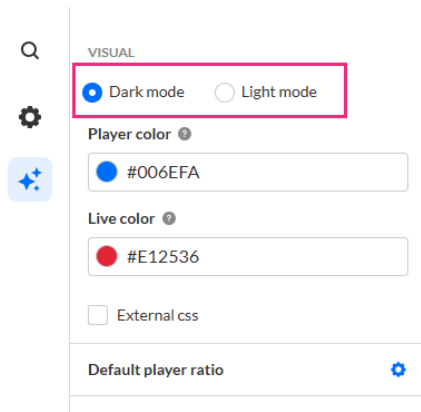 VISUAL
Dark mode Light mode
Player color ?
#006EFA
Live color ?
#E12536
External css
Default player ratio